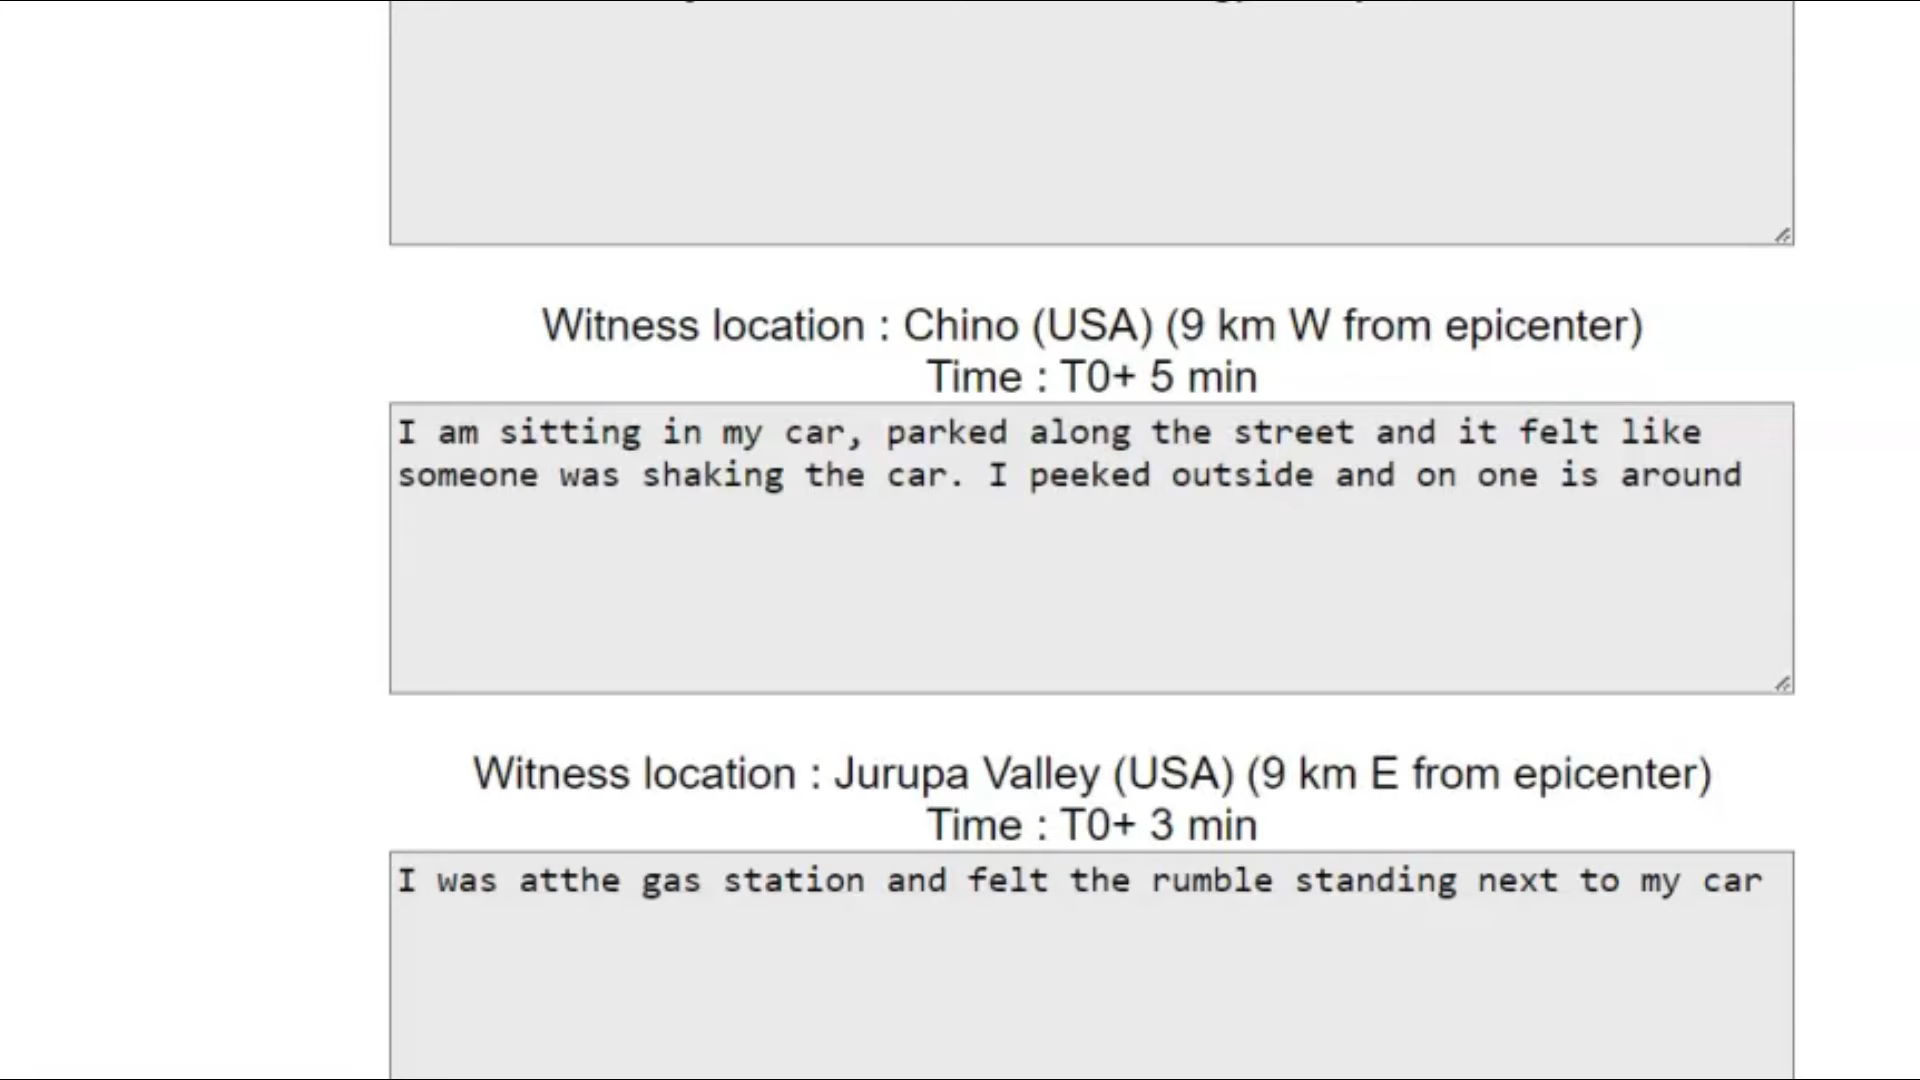 Witness location : Chino (USA) (9 km W from epicenter)
Time : T0+ 5 min
I am sitting in my car, parked along the street and it felt like
someone was shaking the car. I peeked outside and on one is around
Witness location : Jurupa Valley (USA) (9 km E from epicenter)
Time : T0+ 3 min
I was atthe gas station and felt the rumble standing next to my car